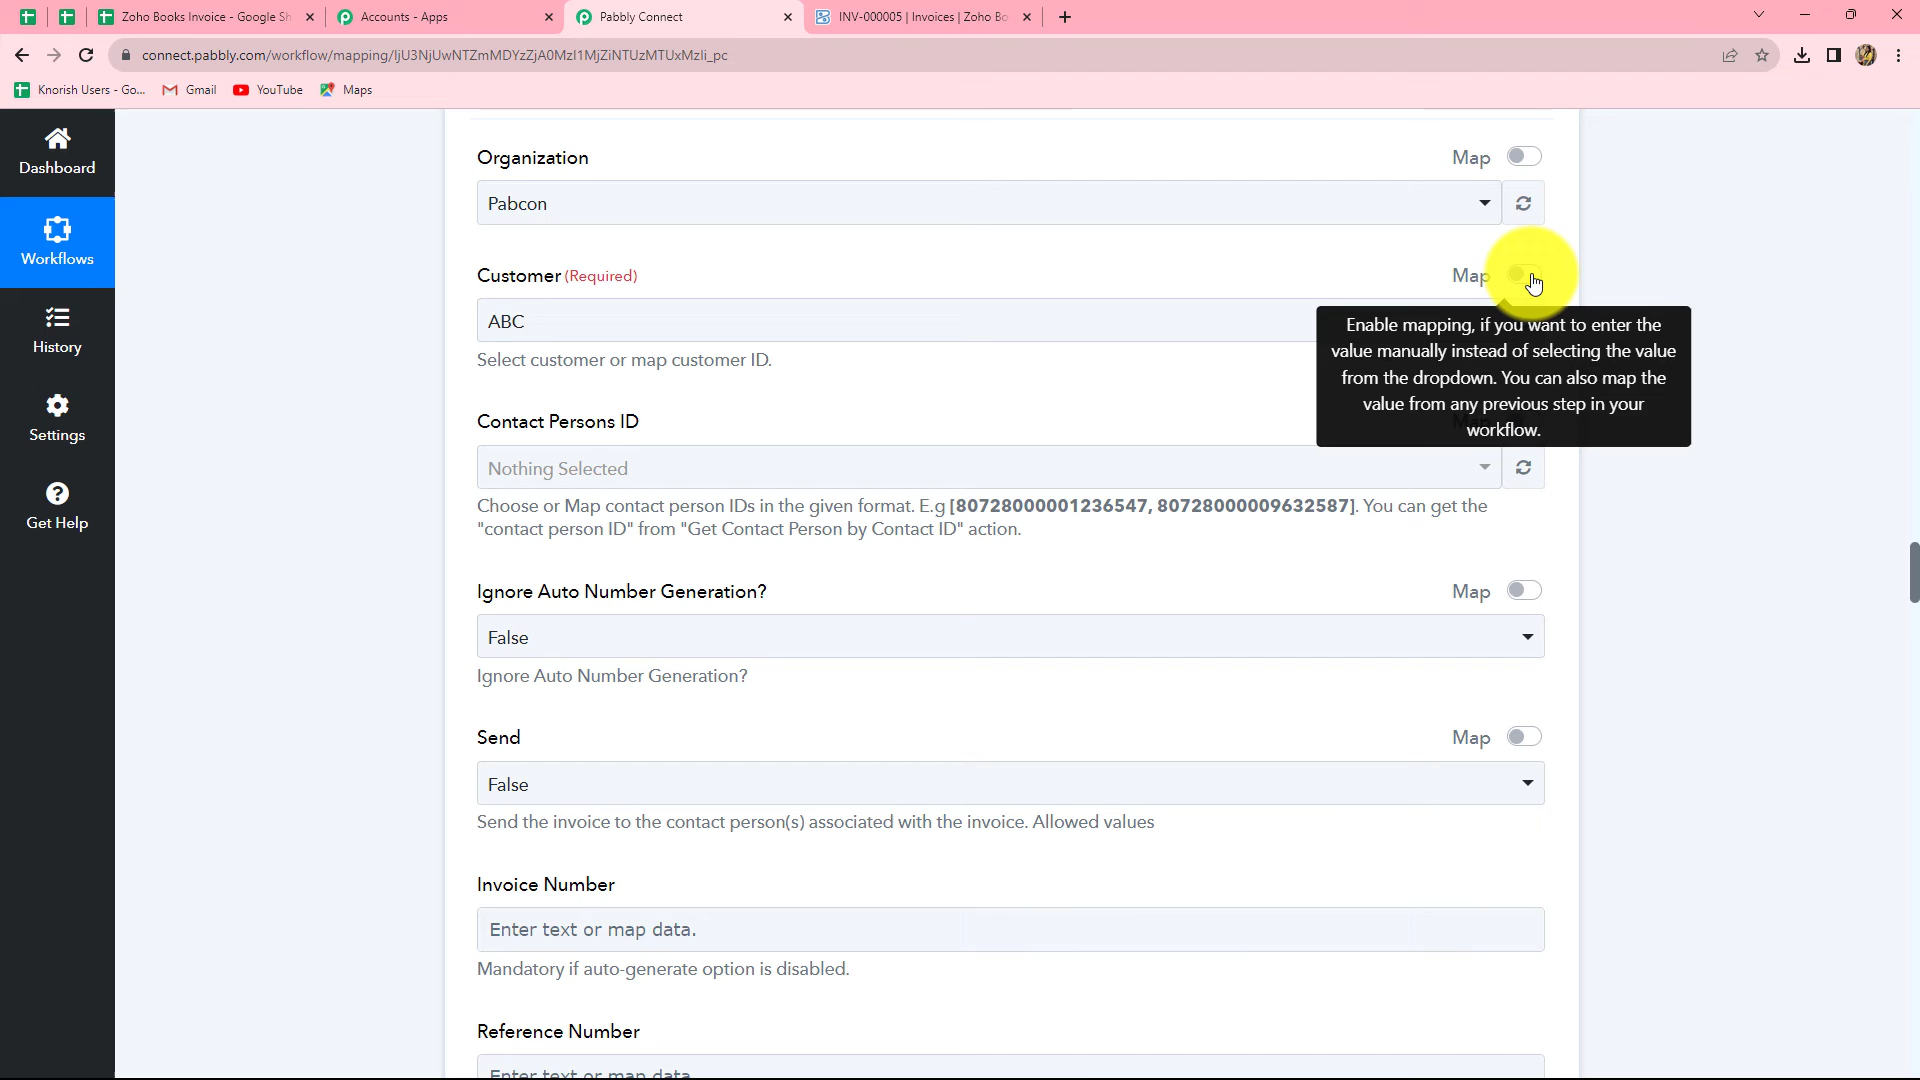 Zoho Books Invoice - Google Sh
Accounts - Apps
Pabbly Connect
INV-000005 | Invoices | Zoho Bo
connect.pabbly.com/workflow/mapping/IjU3NjUwNTZmMDYzZjA0MzI1MjZiNTUzMTUxMzIi_pc
Knorish Users - Go...
Gmail
YouTube
Maps
Dashboard
Workflows
History
Settings
Get Help
Organization
Map
Pabcon
Customer (Required)
Map
ABC
Select customer or map customer ID.
Enable mapping, if you want to enter the
value manually instead of selecting the value
from the dropdown. You can also map the
value from any previous step in your
workflow.
Contact Persons ID
Nothing Selected
Choose or Map contact person IDs in the given format. E.g [80728000001236547, 80728000009632587]. You can get the
"contact person ID" from "Get Contact Person by Contact ID" action.
Ignore Auto Number Generation?
Map
False
Ignore Auto Number Generation?
Send
Map
False
Send the invoice to the contact person(s) associated with the invoice. Allowed values
Invoice Number
Enter text or map data.
Mandatory if auto-generate option is disabled.
Reference Number
Enter text or map data.